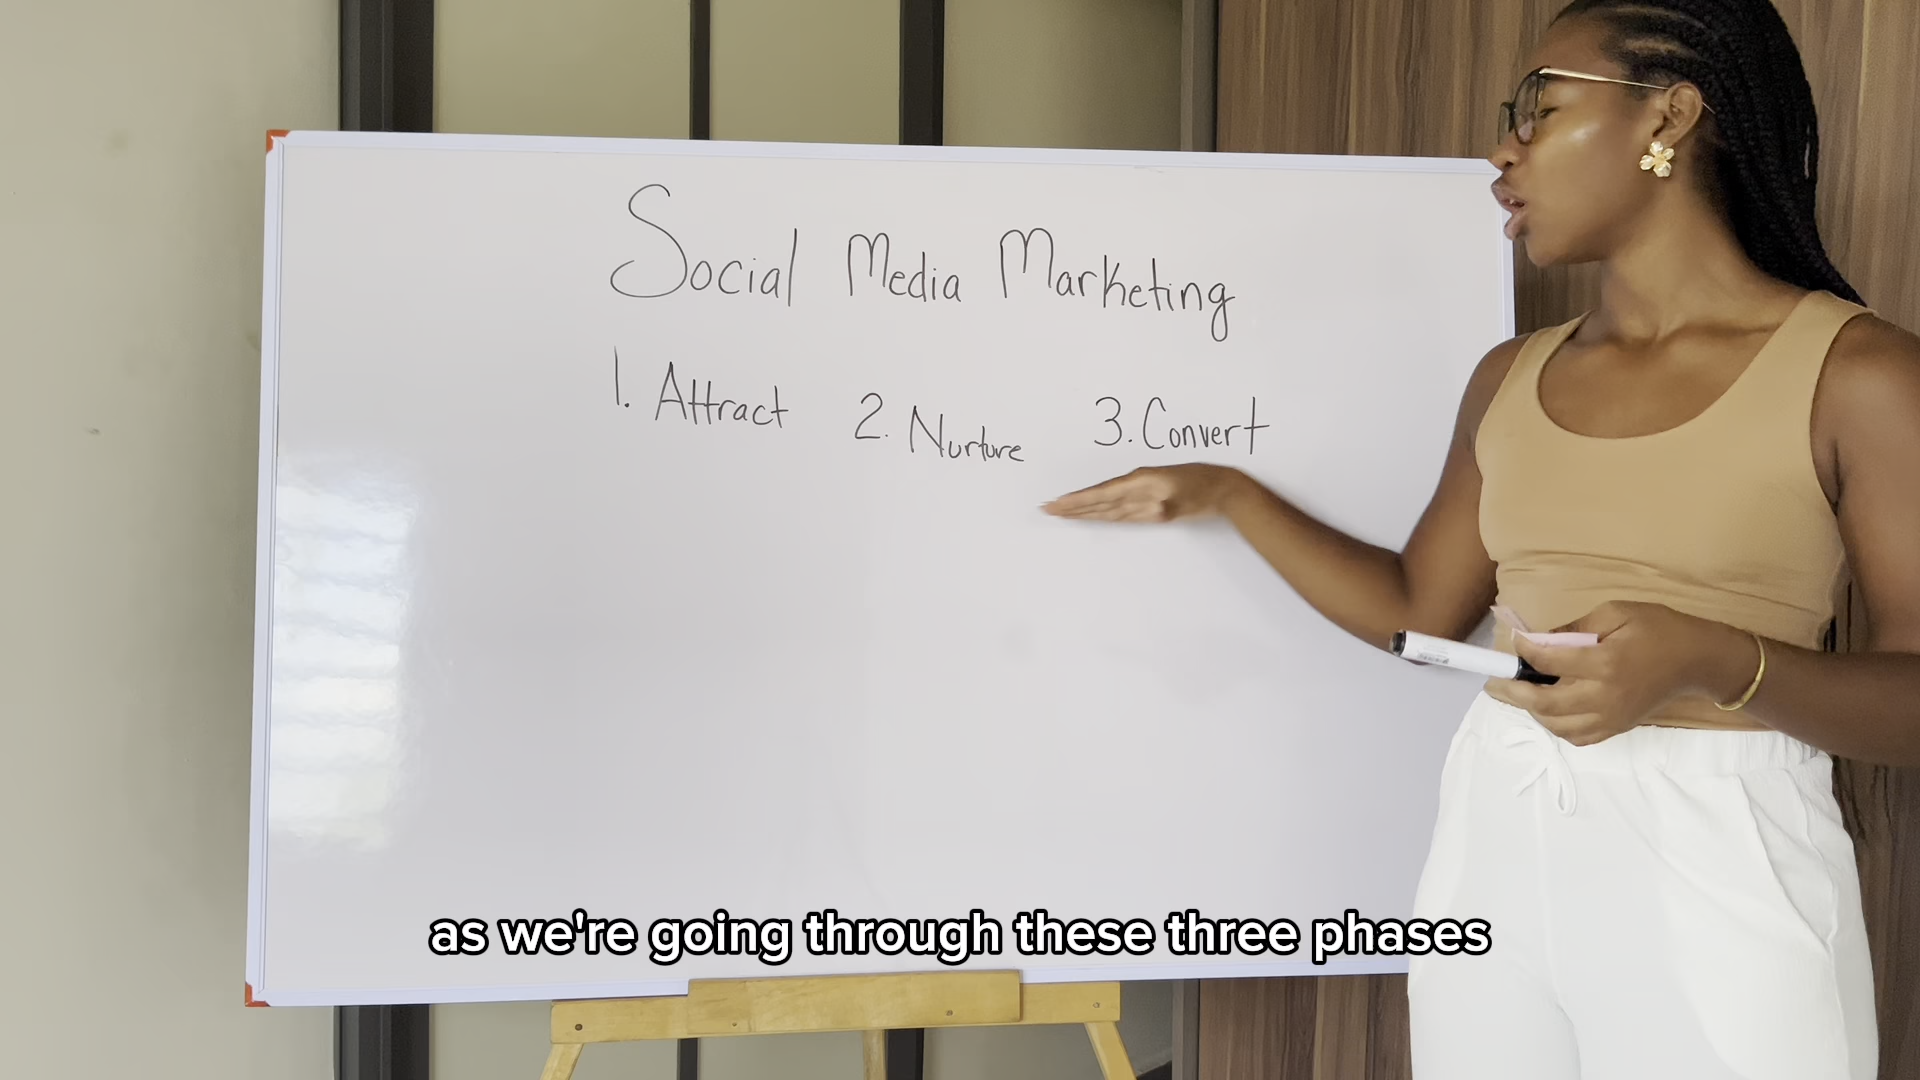 Social Media Marketing
1. Attract 2. Nurture 3. Convert
as we're going through these three phases